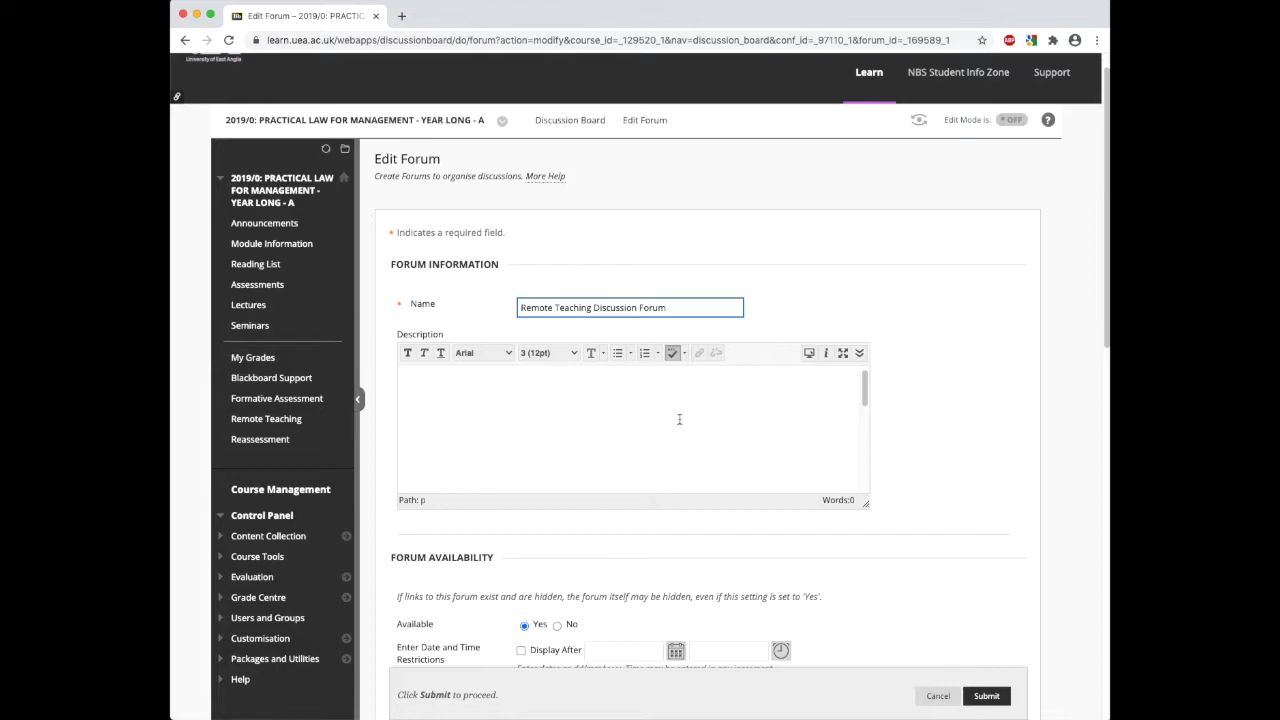 Edit Forum – 2019/0: PRACTIC
learn.uea.ac.uk/webapps/discussionboard/do/forum?action=modify&course_id=_129520_1&nav=discussion_board&conf_id=_97110_1&forum_id=_169589_1
ABP
University of East Anglia
Learn
NBS Student Info Zone
Support
2019/0: PRACTICAL LAW FOR MANAGEMENT - YEAR LONG - A
Discussion Board
Edit Forum
Edit Mode is:
OFF
?
2019/0: PRACTICAL LAW
FOR MANAGEMENT -
YEAR LONG - A
Announcements
Module Information
Reading List
Assessments
Lectures
Seminars
My Grades
Blackboard Support
Formative Assessment
Remote Teaching
Reassessment
Course Management
Control Panel
Content Collection
Course Tools
Evaluation
Grade Centre
Users and Groups
Customisation
Packages and Utilities
Help
Edit Forum
Create Forums to organise discussions. More Help
* Indicates a required field.
FORUM INFORMATION
* Name
Remote Teaching Discussion Forum
Description
T T T Arial 3 (12pt) T
Path: p
Words:0
FORUM AVAILABILITY
If links to this forum exist and are hidden, the forum itself may be hidden, even if this setting is set to 'Yes'.
Available
Yes
No
Enter Date and Time
Restrictions
Display After
Click Submit to proceed.
Cancel
Submit